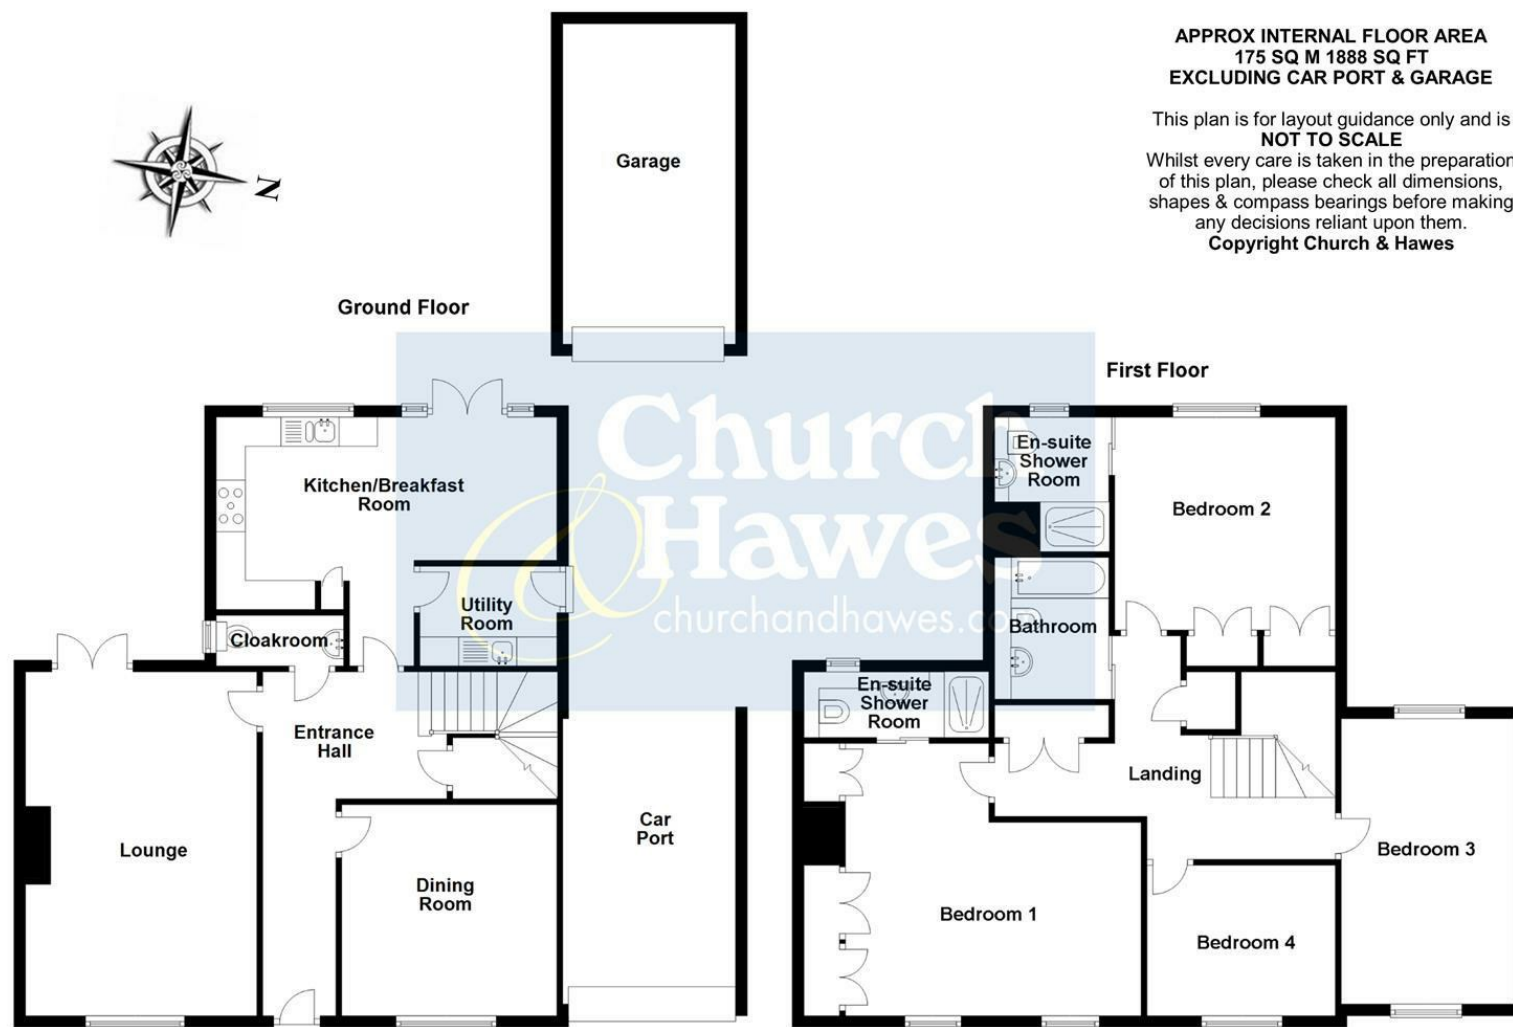 APPROX INTERNAL FLOOR AREA
175 SQ M 1888 SQ FT
EXCLUDING CAR PORT & GARAGE
This plan is for layout guidance only and is
NOT TO SCALE
Whilst every care is taken in the preparation
of this plan, please check all dimensions,
shapes & compass bearings before making
any decisions reliant upon them.
Copyright Church & Hawes
N
Garage
Ground Floor
Kitchen/Breakfast
Room
Utility
Room
Cloakroom
Entrance
Hall
Lounge
Dining
Room
Car
Port
Church
& Hawes
churchandhawes.com
First Floor
En-suite
Shower
Room
Bedroom 2
Bathroom
En-suite
Shower
Room
Landing
Bedroom 3
Bedroom 1
Bedroom 4